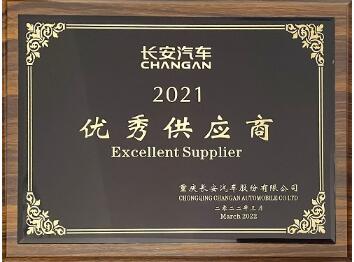 长安汽车
CHANGAN
2021
优秀供应商
Excellent Supplier
重庆长安汽车股份有限公司
CHONGQING CHANGAN AUTOMOBILE CO LTD
二〇二二年三月
March 2022